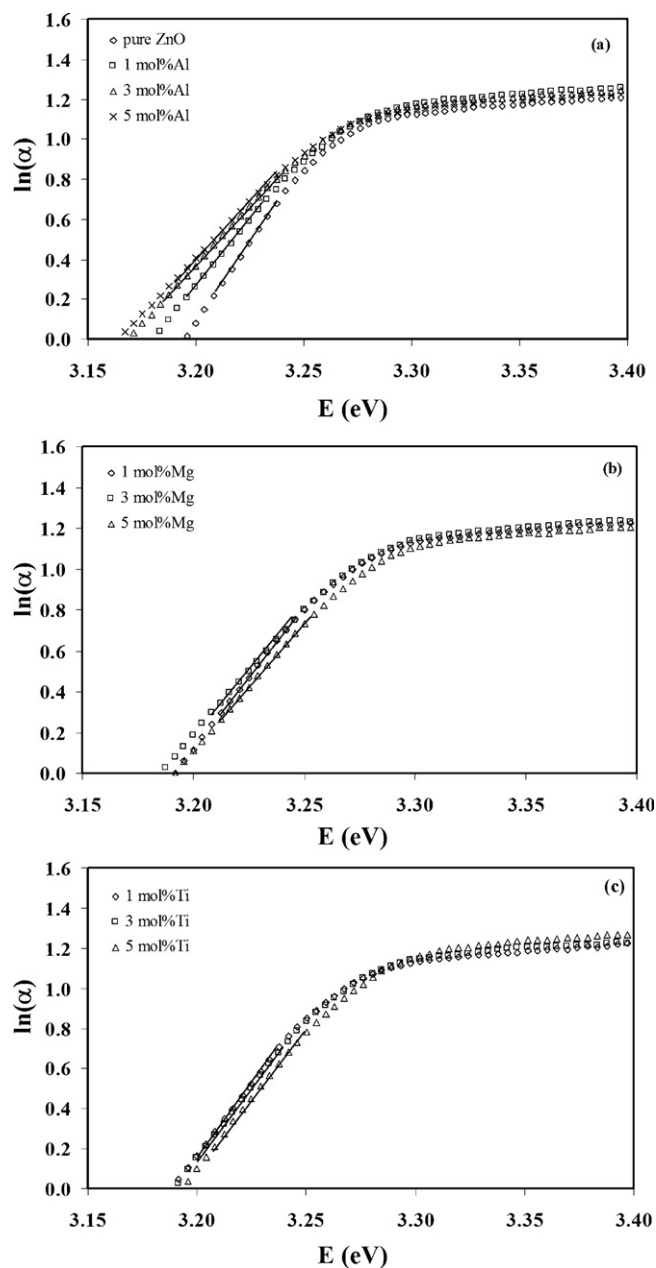 1.6
(a)
pure ZnO
1.4
1 mol%Al
1.2
3 mol%Al
1.0
5 mol%Al
ln(α)
0.8
0.6
0.4
0.2
0.0
3.15 3.20 3.25 3.30 3.35 3.40
E (eV)
1.6
(b)
1 mol%Mg
1.4
3 mol%Mg
1.2
5 mol%Mg
1.0
ln(α)
0.8
0.6
0.4
0.2
0.0
3.15 3.20 3.25 3.30 3.35 3.40
E (eV)
1.6
(c)
1 mol%Ti
1.4
3 mol%Ti
1.2
5 mol%Ti
1.0
ln(α)
0.8
0.6
0.4
0.2
0.0
3.15 3.20 3.25 3.30 3.35 3.40
E (eV)